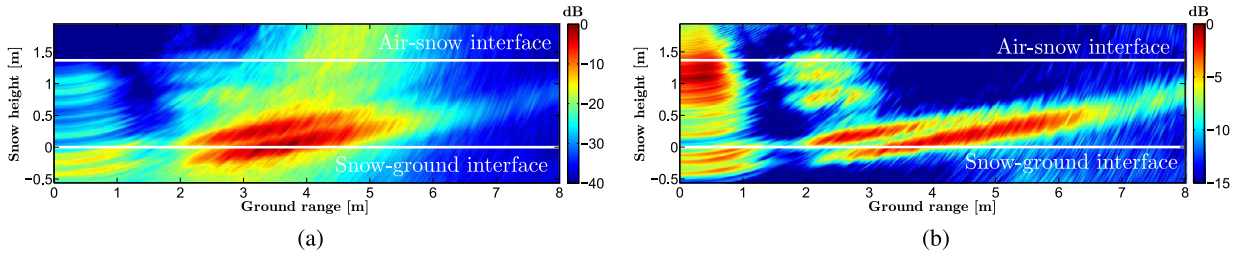 dB
0
1.5
1
0.5
0
−0.5
Snow height [m]
Air-snow interface
Snow-ground interface
−10
−20
−30
−40
0 1 2 3 4 5 6 7 8
Ground range [m]
(a)
dB
0
1.5
1
0.5
0
−0.5
Snow height [m]
Air-snow interface
Snow-ground interface
−5
−10
−15
0 1 2 3 4 5 6 7 8
Ground range [m]
(b)